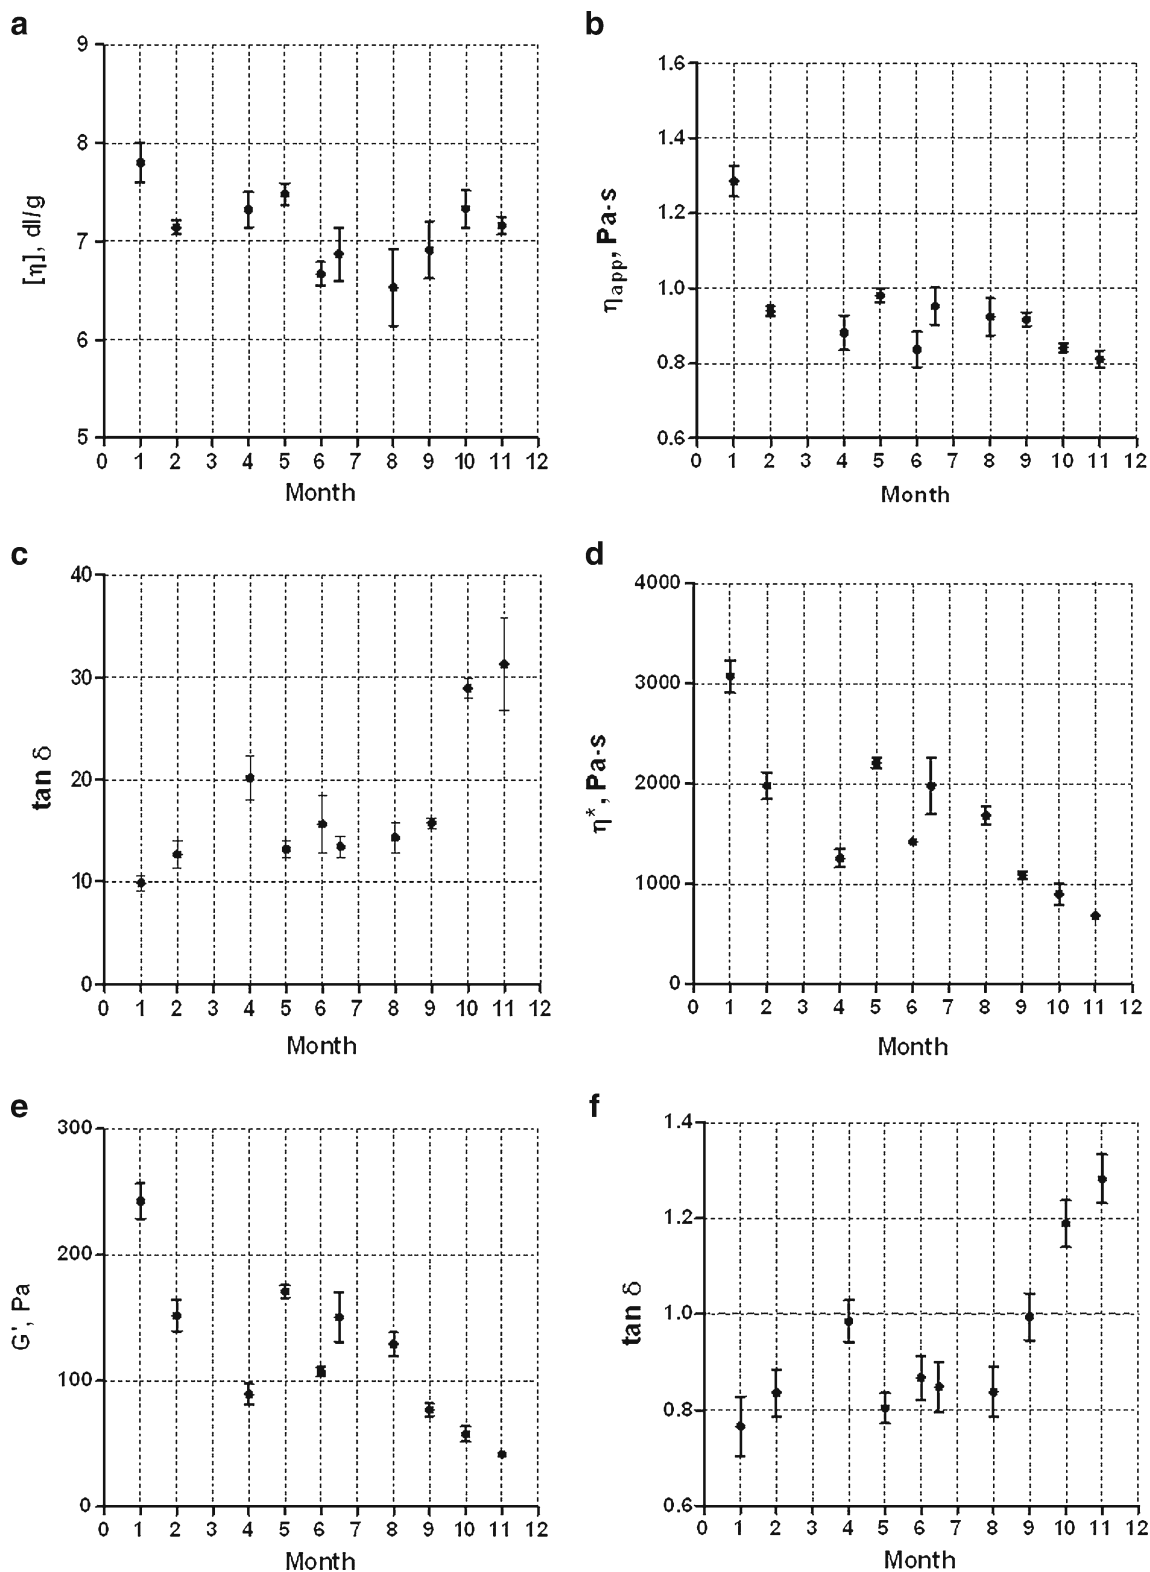 a
9
8
7
6
5
[η], dl/g
0 1 2 3 4 5 6 7 8 9 10 11 12
Month
b
1.6
1.4
1.2
1.0
0.8
0.6
ηapp, Pa·s
0 1 2 3 4 5 6 7 8 9 10 11 12
Month
c
40
30
20
10
0
tan δ
0 1 2 3 4 5 6 7 8 9 10 11 12
Month
d
4000
3000
2000
1000
0
η*, Pa·s
0 1 2 3 4 5 6 7 8 9 10 11 12
Month
e
300
200
100
0
G', Pa
0 1 2 3 4 5 6 7 8 9 10 11 12
Month
f
1.4
1.2
1.0
0.8
0.6
tan δ
0 1 2 3 4 5 6 7 8 9 10 11 12
Month